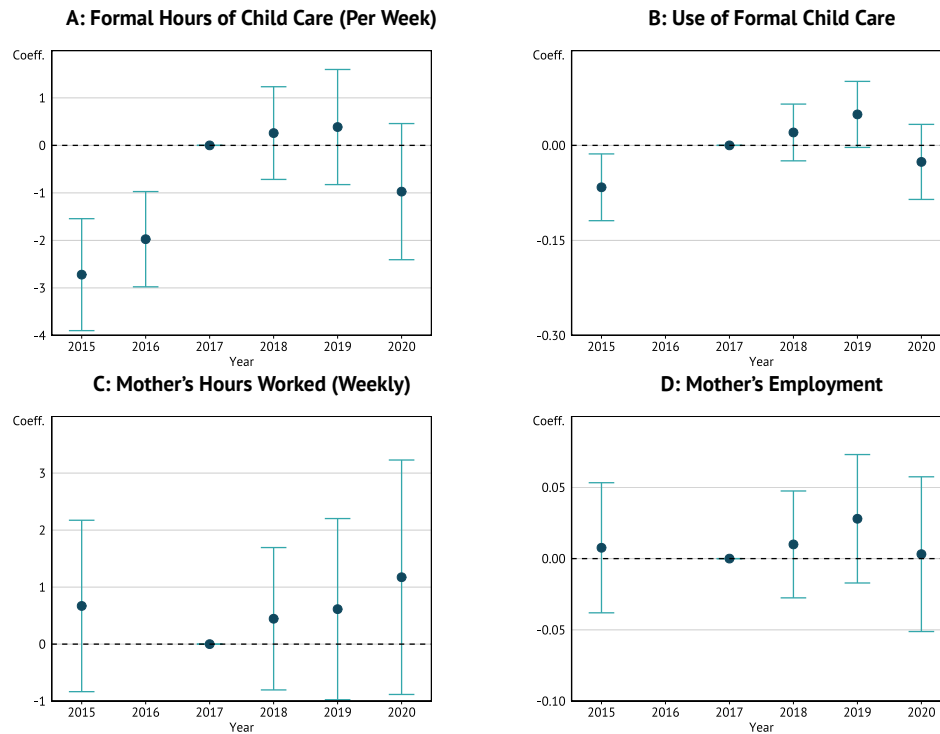 A: Formal Hours of Child Care (Per Week)
Coeff.
1
0
-1
-2
-3
-4
2015 2016 2017 2018 2019 2020
Year
B: Use of Formal Child Care
Coeff.
0.00
-0.15
-0.30
2015 2016 2017 2018 2019 2020
Year
C: Mother's Hours Worked (Weekly)
Coeff.
3
2
1
0
-1
2015 2016 2017 2018 2019 2020
Year
D: Mother's Employment
Coeff.
0.05
0.00
-0.05
-0.10
2015 2016 2017 2018 2019 2020
Year